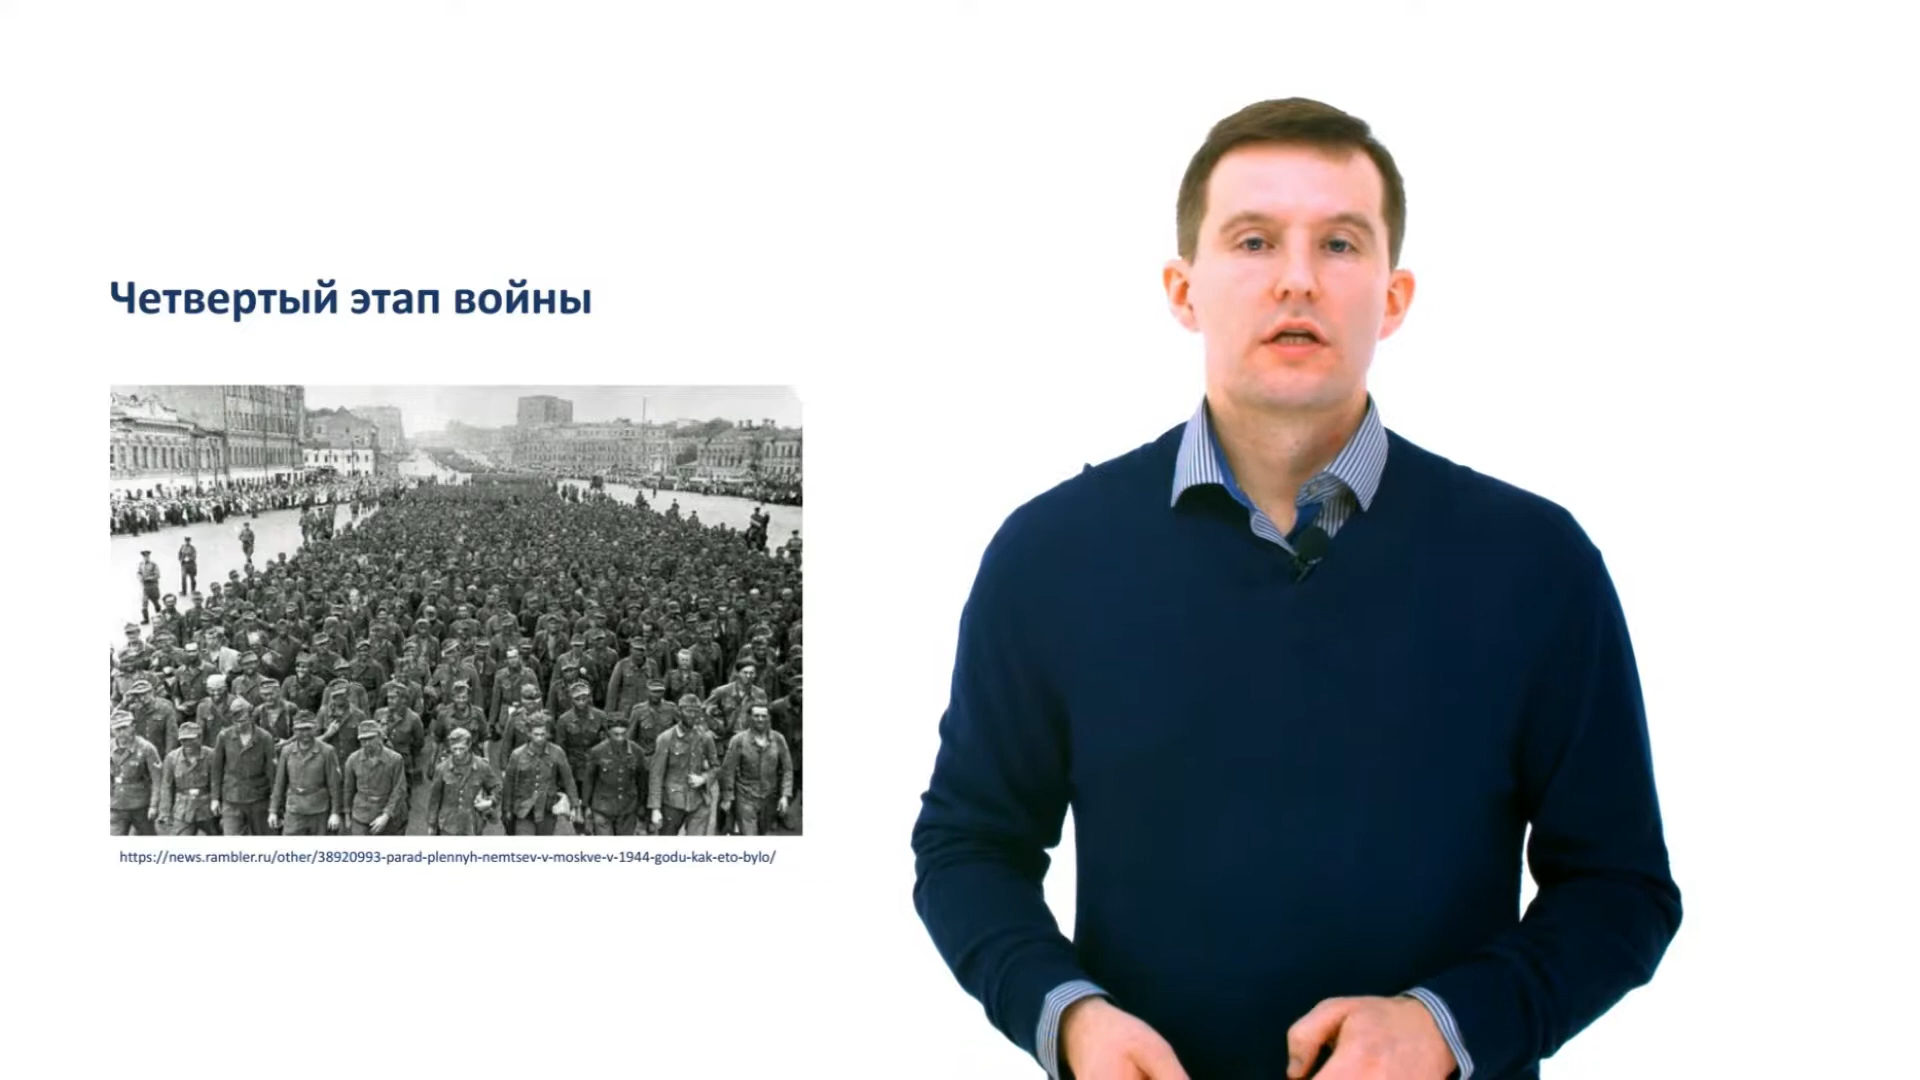 Четвертый этап войны
https://news.rambler.ru/other/38920993-parad-plennyh-nemtsev-v-moskve-v-1944-godu-kak-eto-bylo/